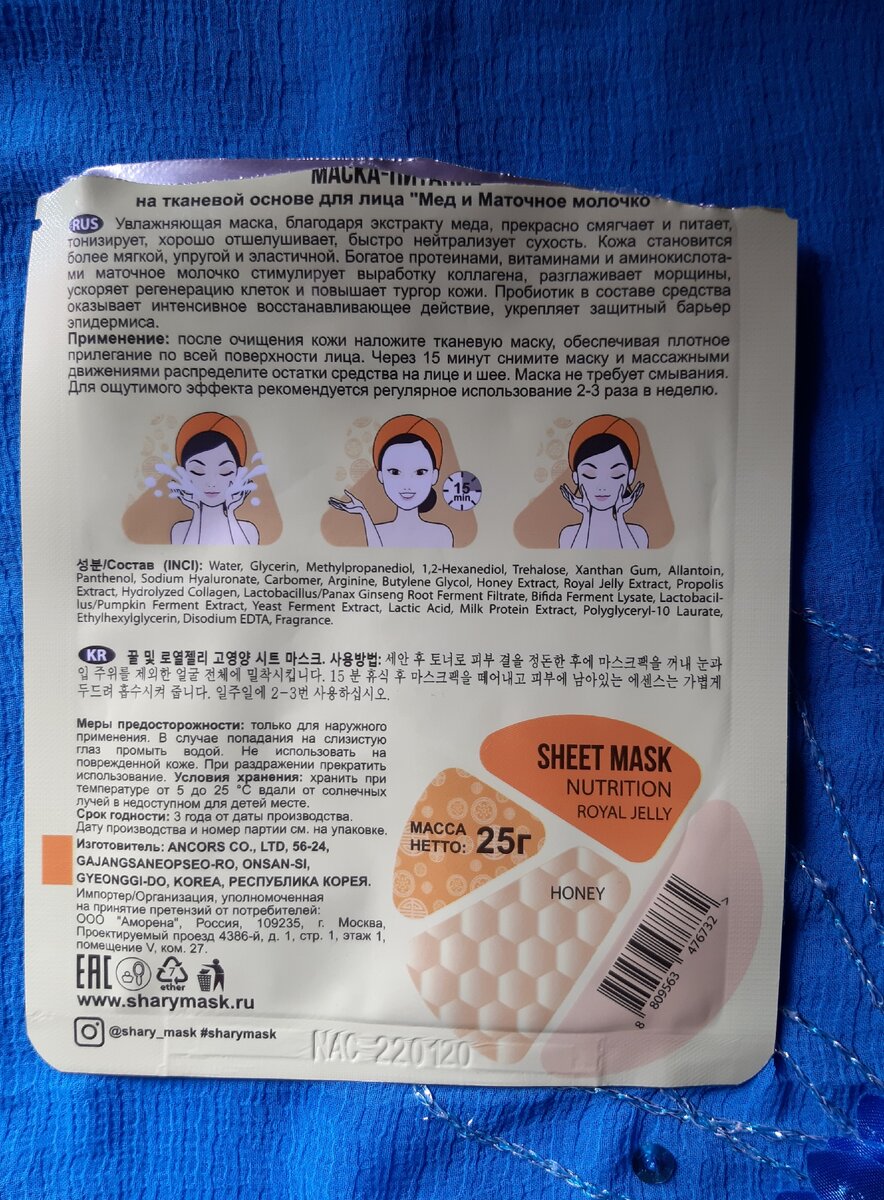 МАСКА-ПИТАНИЕ
на тканевой основе для лица "Мед и Маточное молочко"
RUS Увлажняющая маска, благодаря экстракту меда, прекрасно смягчает и питает,
тонизирует, хорошо отшелушивает, быстро нейтрализует сухость. Кожа становится
более мягкой, упругой и эластичной. Богатое протеинами, витаминами и аминокислота-
ми маточное молочко стимулирует выработку коллагена, разглаживает морщины,
ускоряет регенерацию клеток и повышает тургор кожи. Пробиотик в составе средства
оказывает интенсивное восстанавливающее действие, укрепляет защитный барьер
эпидермиса.
Применение: после очищения кожи наложите тканевую маску, обеспечивая плотное
прилегание по всей поверхности лица. Через 15 минут снимите маску и массажными
движениями распределите остатки средства на лице и шее. Маска не требует смывания.
Для ощутимого эффекта рекомендуется регулярное использование 2-3 раза в неделю.
15
min
성분/Состав (INCI): Water, Glycerin, Methylpropanediol, 1,2-Hexanediol, Trehalose, Xanthan Gum, Allantoin,
Panthenol, Sodium Hyaluronate, Carbomer, Arginine, Butylene Glycol, Honey Extract, Royal Jelly Extract, Propolis
Extract, Hydrolyzed Collagen, Lactobacillus/Panax Ginseng Root Ferment Filtrate, Bifida Ferment Lysate, Lactobacil-
lus/Pumpkin Ferment Extract, Yeast Ferment Extract, Lactic Acid, Milk Protein Extract, Polyglyceryl-10 Laurate,
Ethylhexylglycerin, Disodium EDTA, Fragrance.
KR 꿀 및 로열젤리 고영양 시트 마스크. 사용방법: 세안 후 토너로 피부 결을 정돈한 후에 마스크팩을 꺼내 눈과
입 주위를 제외한 얼굴 전체에 밀착시킵니다. 15 분 휴식 후 마스크팩을 떼어내고 피부에 남아있는 에센스는 가볍게
두드려 흡수시켜 줍니다. 일주일에 2-3번 사용하십시오.
Меры предосторожности: только для наружного
применения. В случае попадания на слизистую
глаз промыть водой. Не использовать на
поврежденной коже. При раздражении прекратить
использование. Условия хранения: хранить при
температуре от 5 до 25 °C вдали от солнечных
лучей в недоступном для детей месте.
Срок годности: 3 года от даты производства.
Дату производства и номер партии см. на упаковке.
Изготовитель: ANCORS CO., LTD, 56-24,
GAJANGSANEOPSEO-RO, ONSAN-SI,
GYEONGGI-DO, KOREA, РЕСПУБЛИКА КОРЕЯ.
Импортер/Организация, уполномоченная
на принятие претензий от потребителей:
ООО "Аморена", Россия, 109235, г. Москва,
Проектируемый проезд 4386-й, д. 1, стр. 1, этаж 1,
помещение V, ком. 27.
EAC 7
ether
www.sharymask.ru
@shary_mask #sharymask
SHEET MASK
NUTRITION
ROYAL JELLY
МАССА
НЕТТО: 25г
HONEY
8 809563 476732 >
NAC 220120